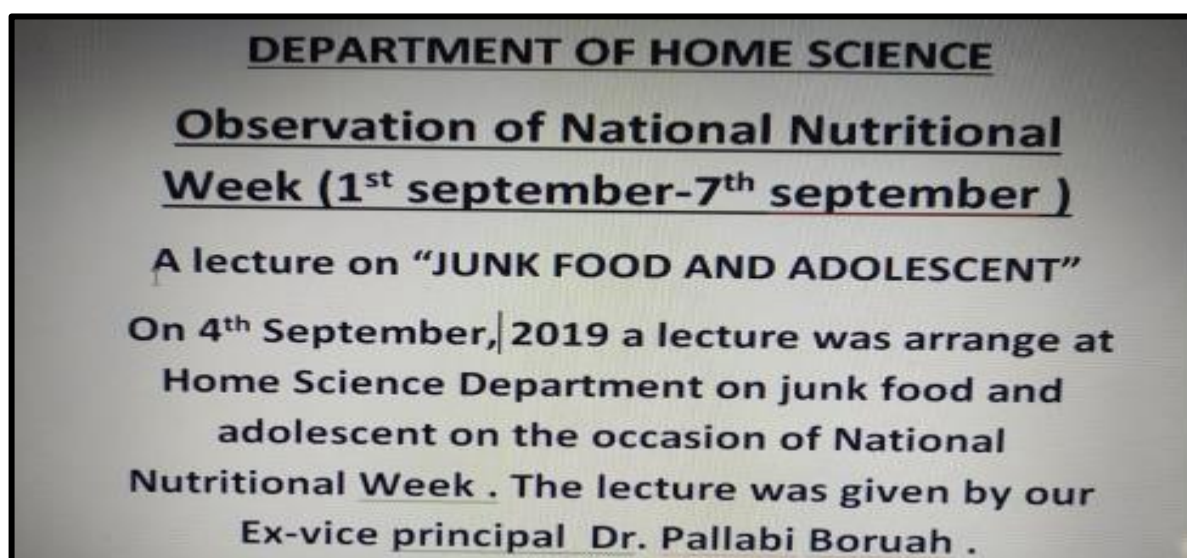 DEPARTMENT OF HOME SCIENCE
Observation of National Nutritional
Week (1st september-7th september )
A lecture on “JUNK FOOD AND ADOLESCENT”
On 4th September, 2019 a lecture was arrange at
Home Science Department on junk food and
adolescent on the occasion of National
Nutritional Week . The lecture was given by our
Ex-vice principal Dr. Pallabi Boruah .